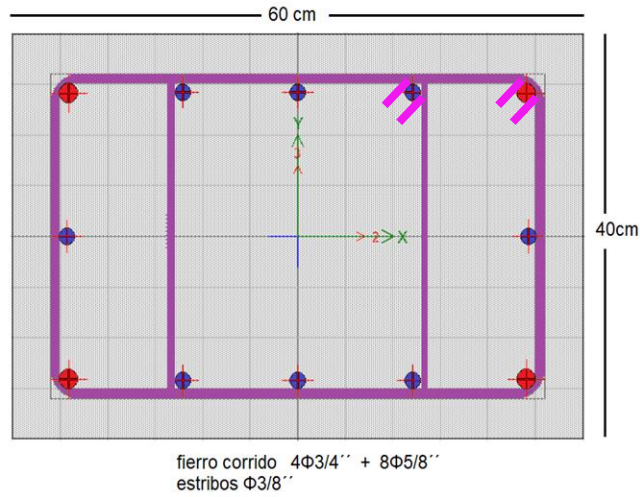 60 cm
Y
3
2 X
40cm
fierro corrido 4Φ3/4´´ + 8Φ5/8´´
estribos Φ3/8´´